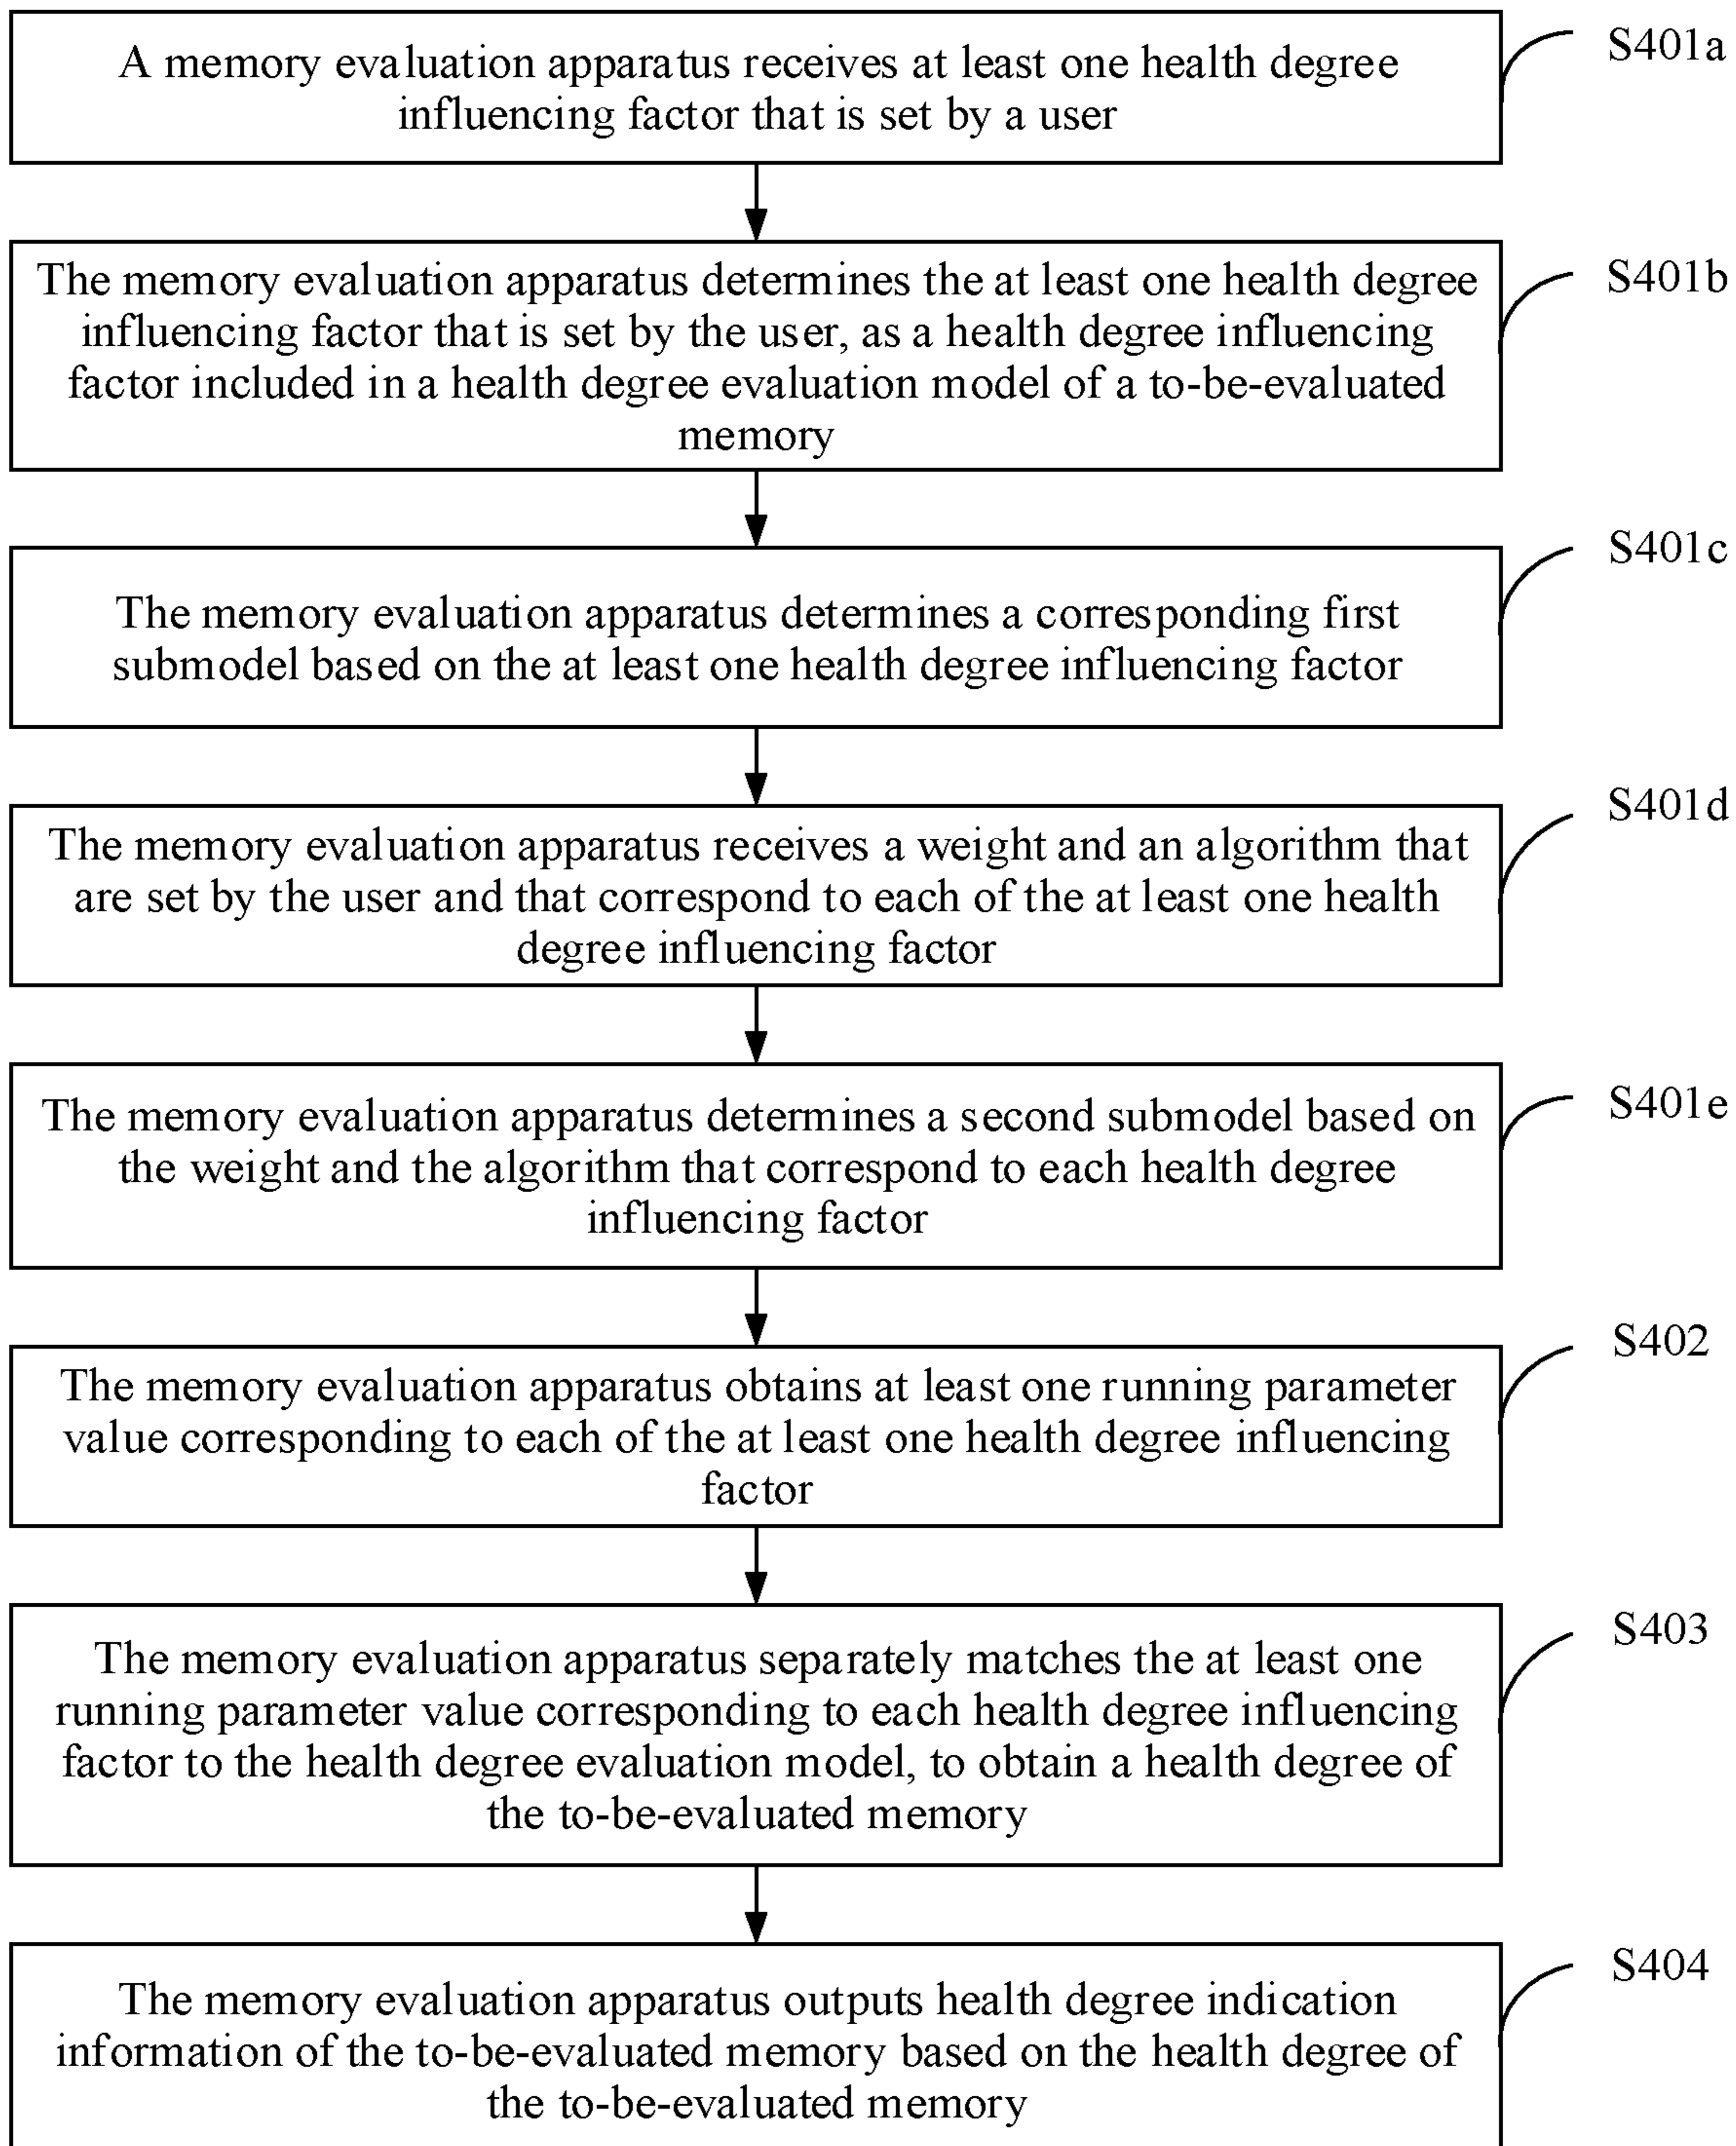 A memory evaluation apparatus receives at least one health degree
influencing factor that is set by a user
S401a
The memory evaluation apparatus determines the at least one health degree
influencing factor that is set by the user, as a health degree influencing
factor included in a health degree evaluation model of a to-be-evaluated
memory
S401b
The memory evaluation apparatus determines a corresponding first
submodel based on the at least one health degree influencing factor
S401c
The memory evaluation apparatus receives a weight and an algorithm that
are set by the user and that correspond to each of the at least one health
degree influencing factor
S401d
The memory evaluation apparatus determines a second submodel based on
the weight and the algorithm that correspond to each health degree
influencing factor
S401e
The memory evaluation apparatus obtains at least one running parameter
value corresponding to each of the at least one health degree influencing
factor
S402
The memory evaluation apparatus separately matches the at least one
running parameter value corresponding to each health degree influencing
factor to the health degree evaluation model, to obtain a health degree of
the to-be-evaluated memory
S403
The memory evaluation apparatus outputs health degree indication
information of the to-be-evaluated memory based on the health degree of
the to-be-evaluated memory
S404